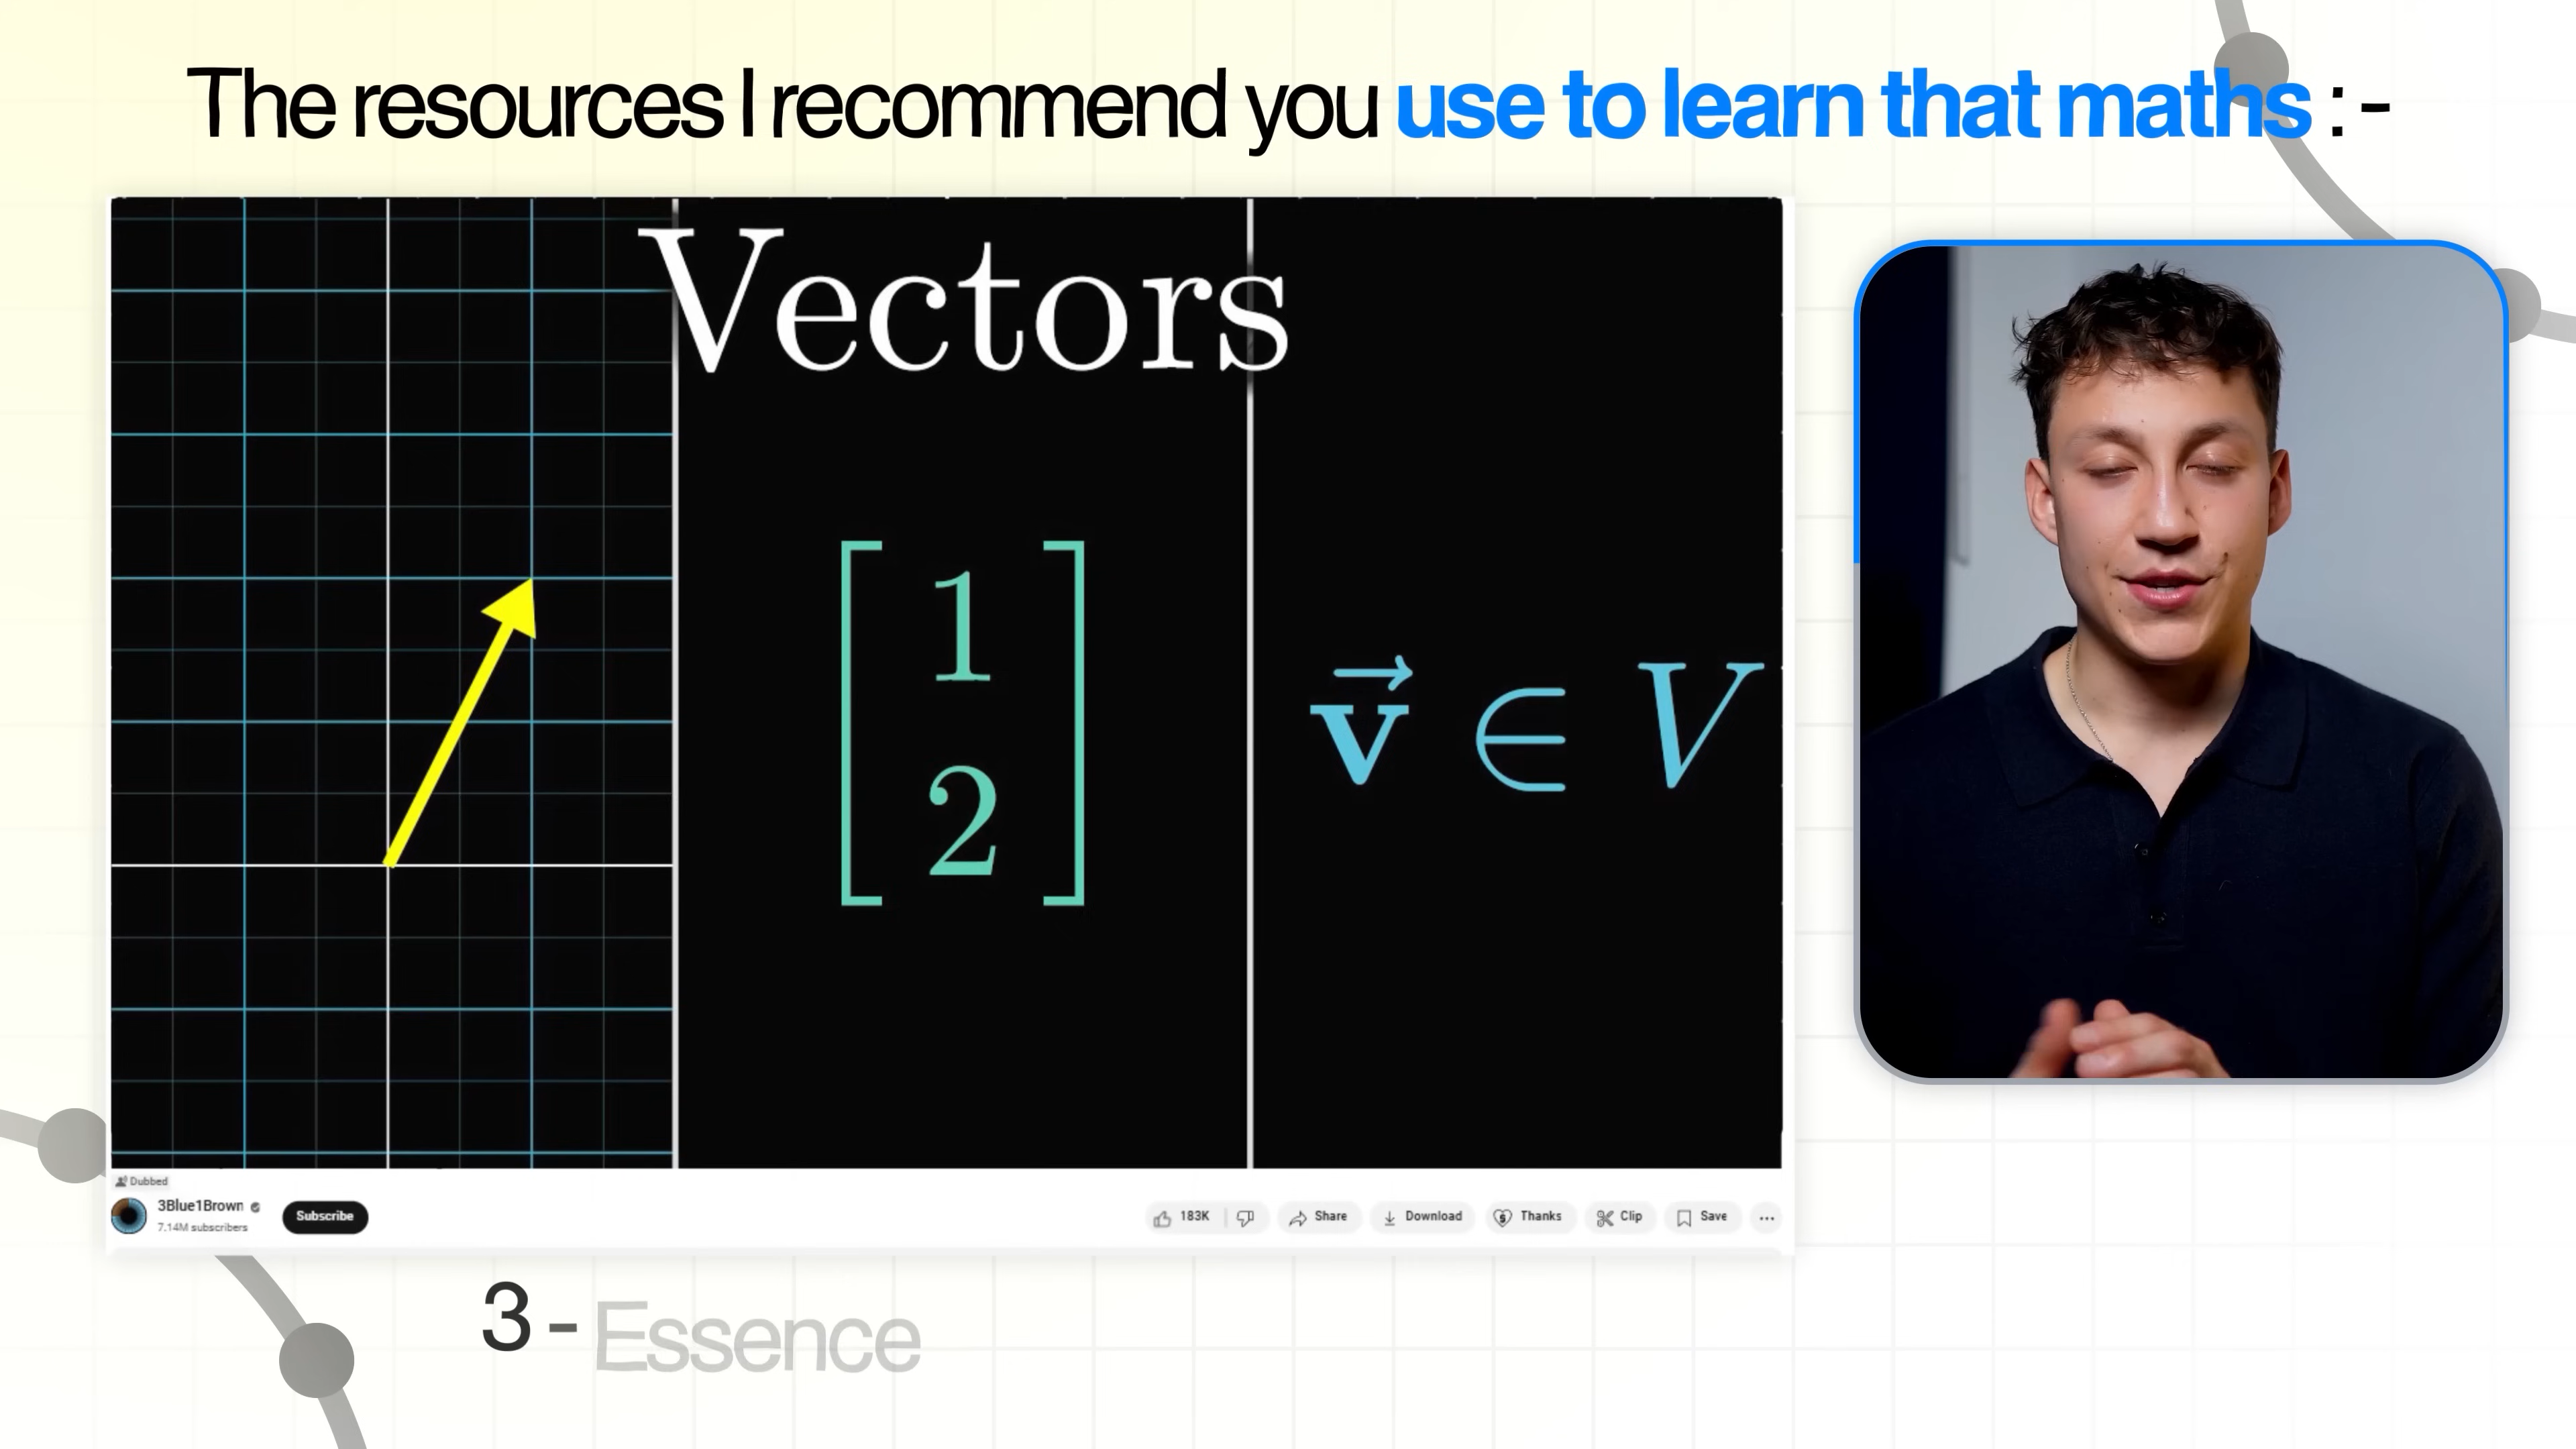 The resources I recommend you use to learn that maths :-
Vectors
1
2
v⃗ ∈ V
Dubbed
3Blue1Brown
7.14M subscribers
Subscribe
183K
Share
Download
Thanks
Clip
Save
...
3 - Essence